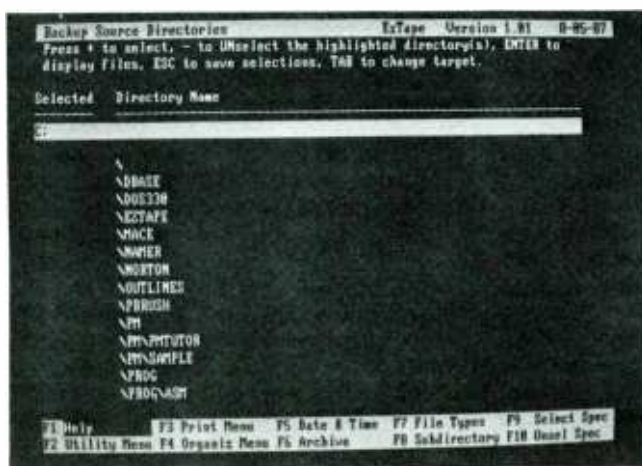 Backup Source Directories EzTape Version 1.01 8-05-87
Press + to select, - to UNselect the highlighted directory(s), ENTER to
display files, ESC to save selections, TAB to change target.
Selected Directory Name
C:
\
\DBASE
\DOS330
\EZTAPE
\MACE
\NAMER
\NORTON
\OUTLINES
\PBRUSH
\PM
\PM\PMTUTOR
\PM\SAMPLE
\PROG
\PROG\ASM
F1 Help F3 Print Menu F5 Date & Time F7 File Types F9 Select Spec
F2 Utility Menu F4 Organiz Menu F6 Archive F8 Subdirectory F10 Unsel Spec